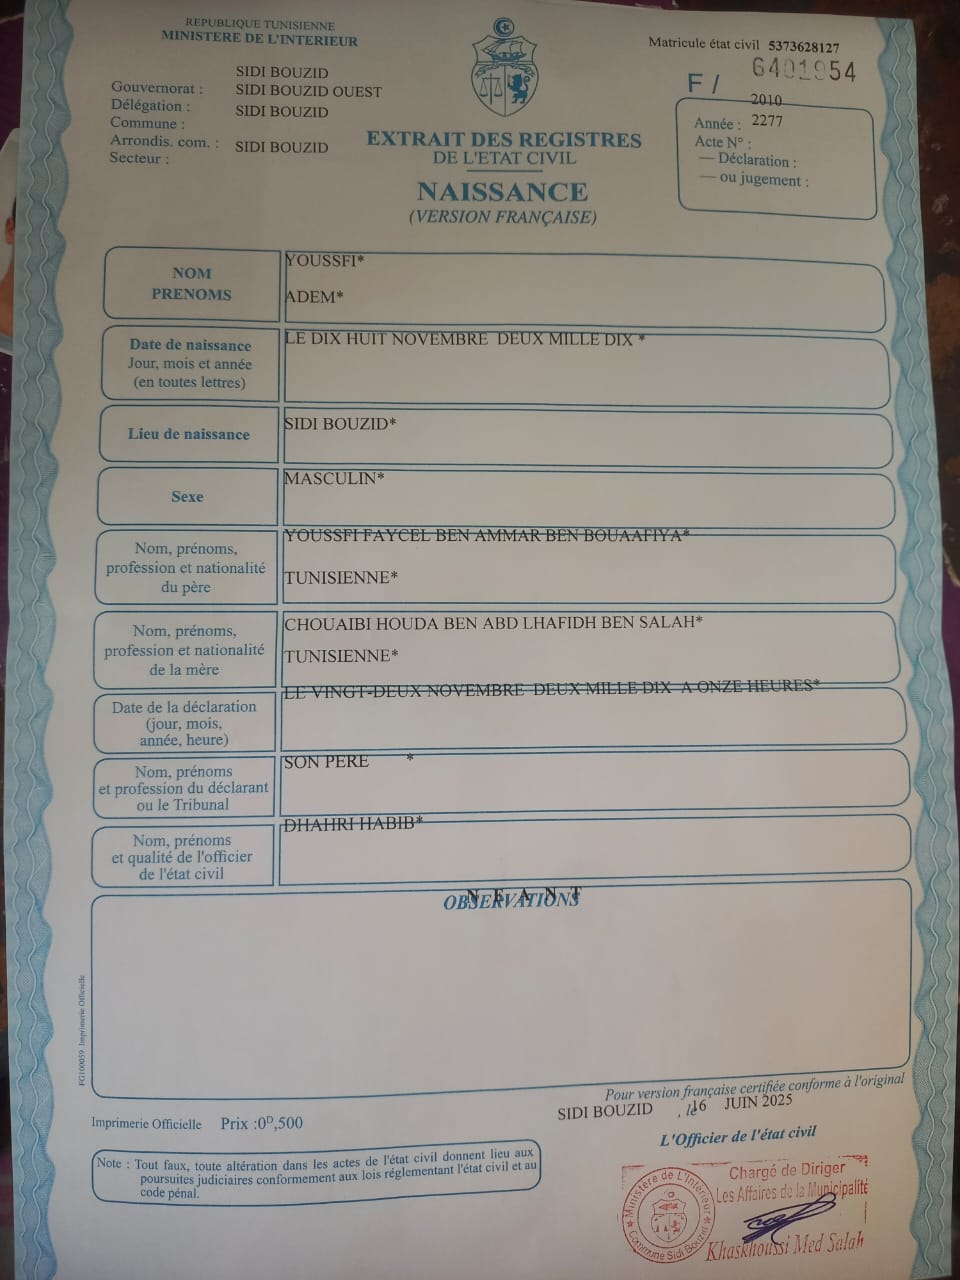 REPUBLIQUE TUNISIENNE
MINISTERE DE L'INTERIEUR
Matricule état civil 5373628127
6401954
F /
Gouvernorat : SIDI BOUZID
Délégation : SIDI BOUZID OUEST
Commune : SIDI BOUZID
Arrondis. com. :
Secteur : SIDI BOUZID
2010
Année : 2277
Acte N° :
— Déclaration :
— ou jugement :
EXTRAIT DES REGISTRES
DE L'ETAT CIVIL
NAISSANCE
(VERSION FRANÇAISE)
NOM YOUSSFI*
PRENOMS ADEM*
Date de naissance
Jour, mois et année
(en toutes lettres)
LE DIX HUIT NOVEMBRE DEUX MILLE DIX *
Lieu de naissance
SIDI BOUZID*
Sexe
MASCULIN*
Nom, prénoms,
profession et nationalité
du père
YOUSSFI FAYCEL BEN AMMAR BEN BOUAAFIYA*
TUNISIENNE*
Nom, prénoms,
profession et nationalité
de la mère
CHOUAIBI HOUDA BEN ABD LHAFIDH BEN SALAH*
TUNISIENNE*
Date de la déclaration
(jour, mois,
année, heure)
LE VINGT-DEUX NOVEMBRE DEUX MILLE DIX A ONZE HEURES*
Nom, prénoms
et profession du déclarant
ou le Tribunal
SON PERE *
Nom, prénoms
et qualité de l'officier
de l'état civil
DHAHRI HABIB*
OBSERVATIONS
N E A N T
FG100059 Imprimerie Officielle
Pour version française certifiée conforme à l'original
SIDI BOUZID , le 16 JUIN 2025
Imprimerie Officielle Prix :0D,500
L'Officier de l'état civil
Note : Tout faux, toute altération dans les actes de l'état civil donnent lieu aux
poursuites judiciaires conformement aux lois réglementant l'état civil et au
code pénal.
Ministère de L'Intérieur
Commune Sidi Bouzid
Chargé de Diriger
Les Affaires de la Municipalité
Khaskhoussi Med Salah